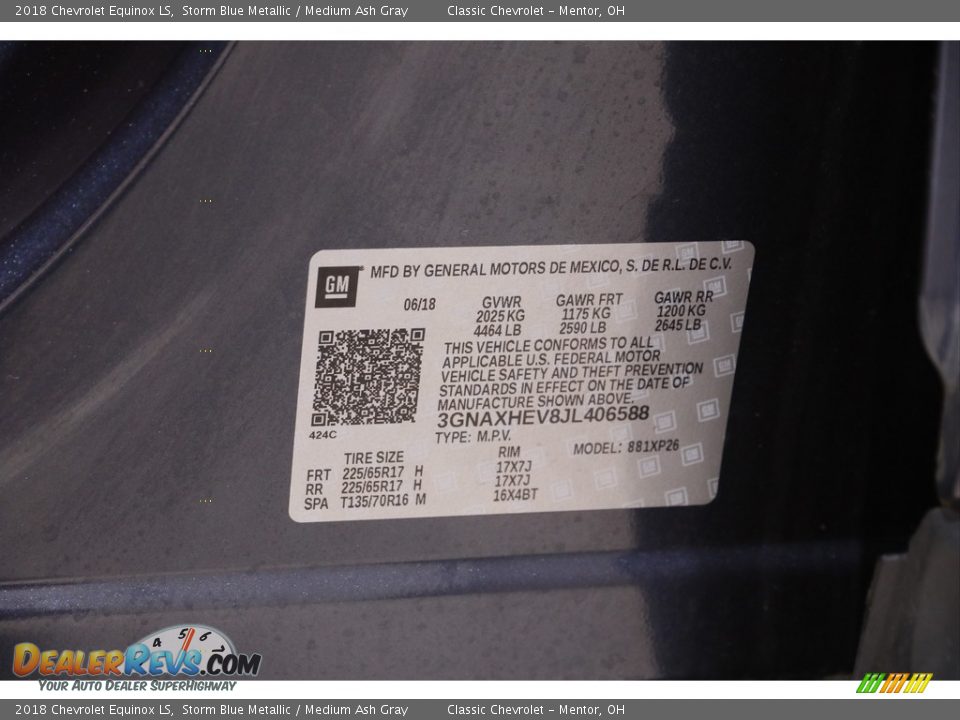 2018 Chevrolet Equinox LS, Storm Blue Metallic / Medium Ash Gray Classic Chevrolet - Mentor, OH
GM
MFD BY GENERAL MOTORS DE MEXICO, S. DE R.L. DE C.V.
06/18 GVWR GAWR FRT GAWR RR
2025 KG 1175 KG 1200 KG
4464 LB 2590 LB 2645 LB
THIS VEHICLE CONFORMS TO ALL
APPLICABLE U.S. FEDERAL MOTOR
VEHICLE SAFETY AND THEFT PREVENTION
STANDARDS IN EFFECT ON THE DATE OF
MANUFACTURE SHOWN ABOVE.
3GNAXHEV8JL406588
424C TYPE: M.P.V. MODEL: 881XP26
TIRE SIZE RIM
FRT 225/65R17 H 17X7J
RR 225/65R17 H 17X7J
SPA T135/70R16 M 16X4BT
4 5 6
DEALERREVS.COM
YOUR AUTO DEALER SUPERHIGHWAY
2018 Chevrolet Equinox LS, Storm Blue Metallic / Medium Ash Gray Classic Chevrolet - Mentor, OH